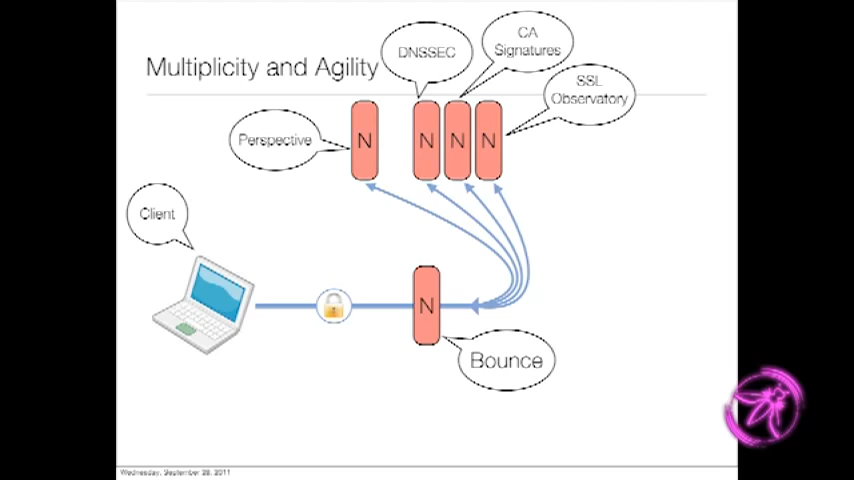 Multiplicity and Agility
DNSSEC
CA
Signatures
SSL
Observatory
Perspective
N
N
N
N
Client
N
Bounce
Wednesday, September 28, 2011